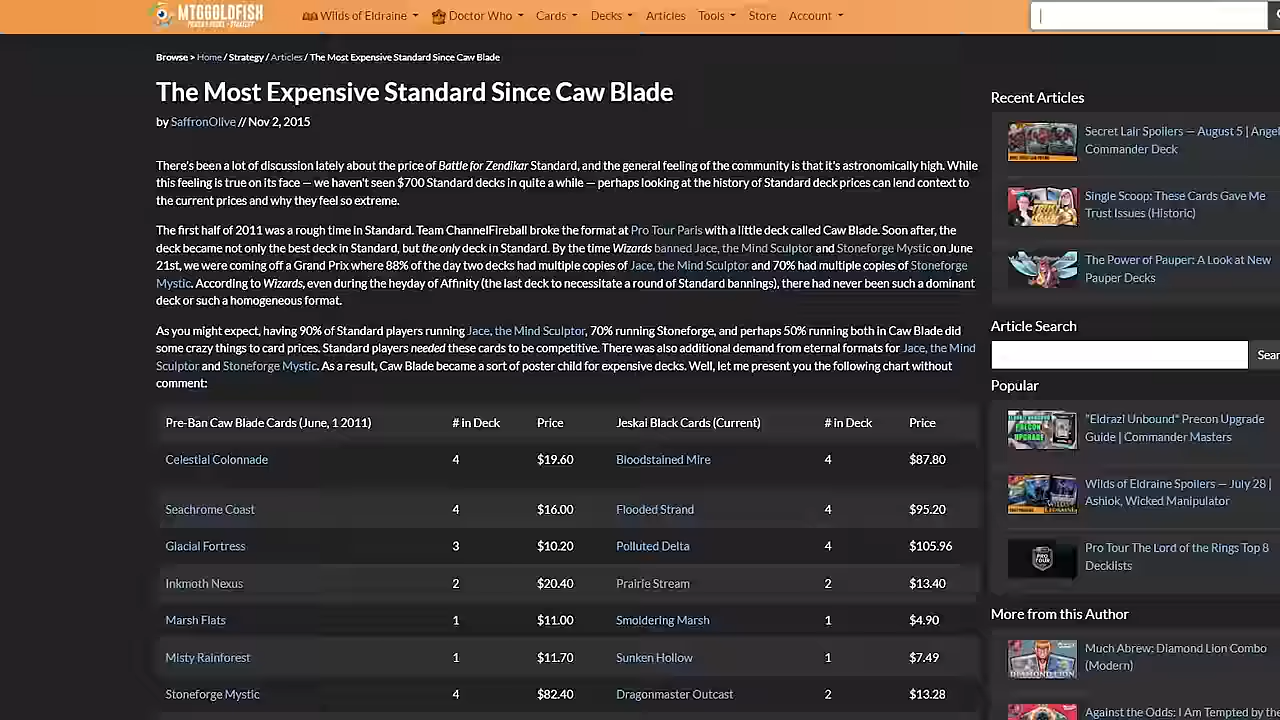 MTGGOLDFISH
Wilds of Eldraine Doctor Who Cards Decks Articles Tools Store Account
Browse > Home / Strategy / Articles / The Most Expensive Standard Since Caw Blade
The Most Expensive Standard Since Caw Blade
by SaffronOlive // Nov 2, 2015
There's been a lot of discussion lately about the price of Battle for Zendikar Standard, and the general feeling of the community is that it's astronomically high. While
this feeling is true on its face — we haven't seen $700 Standard decks in quite a while — perhaps looking at the history of Standard deck prices can lend context to
the current prices and why they feel so extreme.
The first half of 2011 was a rough time in Standard. Team ChannelFireball broke the format at Pro Tour Paris with a little deck called Caw Blade. Soon after, the
deck became not only the best deck in Standard, but the only deck in Standard. By the time Wizards banned Jace, the Mind Sculptor and Stoneforge Mystic on June
21st, we were coming off a Grand Prix where 88% of the day two decks had multiple copies of Jace, the Mind Sculptor and 70% had multiple copies of Stoneforge
Mystic. According to Wizards, even during the heyday of Affinity (the last deck to necessitate a round of Standard bannings), there had never been such a dominant
deck or such a homogeneous format.
As you might expect, having 90% of Standard players running Jace, the Mind Sculptor, 70% running Stoneforge, and perhaps 50% running both in Caw Blade did
some crazy things to card prices. Standard players needed these cards to be competitive. There was also additional demand from eternal formats for Jace, the Mind
Sculptor and Stoneforge Mystic. As a result, Caw Blade became a sort of poster child for expensive decks. Well, let me present you the following chart without
comment:
Pre-Ban Caw Blade Cards (June, 1 2011) # in Deck Price Jeskai Black Cards (Current) # in Deck Price
Celestial Colonnade 4 $19.60 Bloodstained Mire 4 $87.80
Seachrome Coast 4 $16.00 Flooded Strand 4 $95.20
Glacial Fortress 3 $10.20 Polluted Delta 4 $105.96
Inkmoth Nexus 2 $20.40 Prairie Stream 2 $13.40
Marsh Flats 1 $11.00 Smoldering Marsh 1 $4.90
Misty Rainforest 1 $11.70 Sunken Hollow 1 $7.49
Stoneforge Mystic 4 $82.40 Dragonmaster Outcast 2 $13.28
Recent Articles
Secret Lair Spoilers — August 5 | Angel
Commander Deck
Single Scoop: These Cards Gave Me
Trust Issues (Historic)
The Power of Pauper: A Look at New
Pauper Decks
Article Search
Sear
Popular
"Eldrazi Unbound" Precon Upgrade
Guide | Commander Masters
Wilds of Eldraine Spoilers — July 28 |
Ashiok, Wicked Manipulator
Pro Tour The Lord of the Rings Top 8
Decklists
More from this Author
Much Abrew: Diamond Lion Combo
(Modern)
Against the Odds: I Am Tempted by the